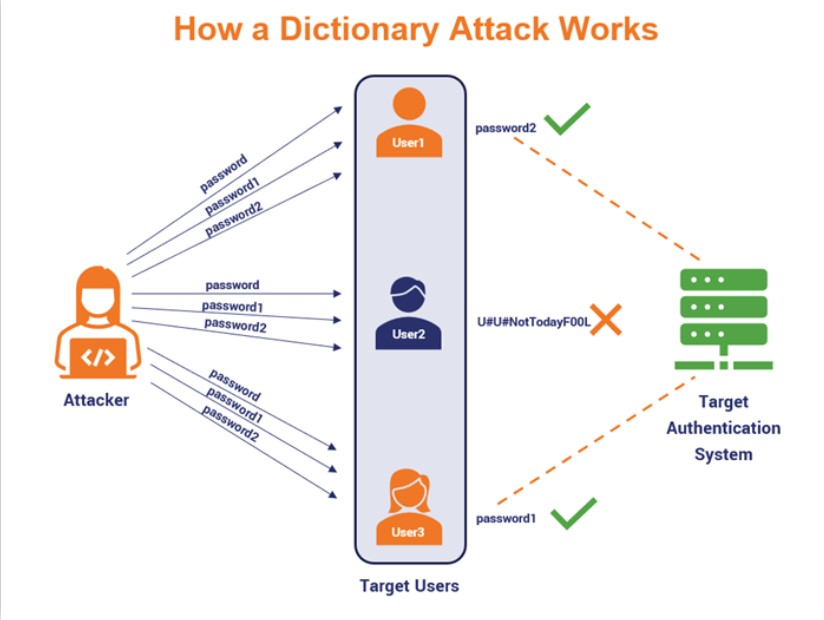 How a Dictionary Attack Works
password
password1
password2
User1
password2
password
password1
password2
User2
U#U#NotTodayF00L
</>
Attacker
password
password1
password2
User3
password1
Target
Authentication
System
Target Users